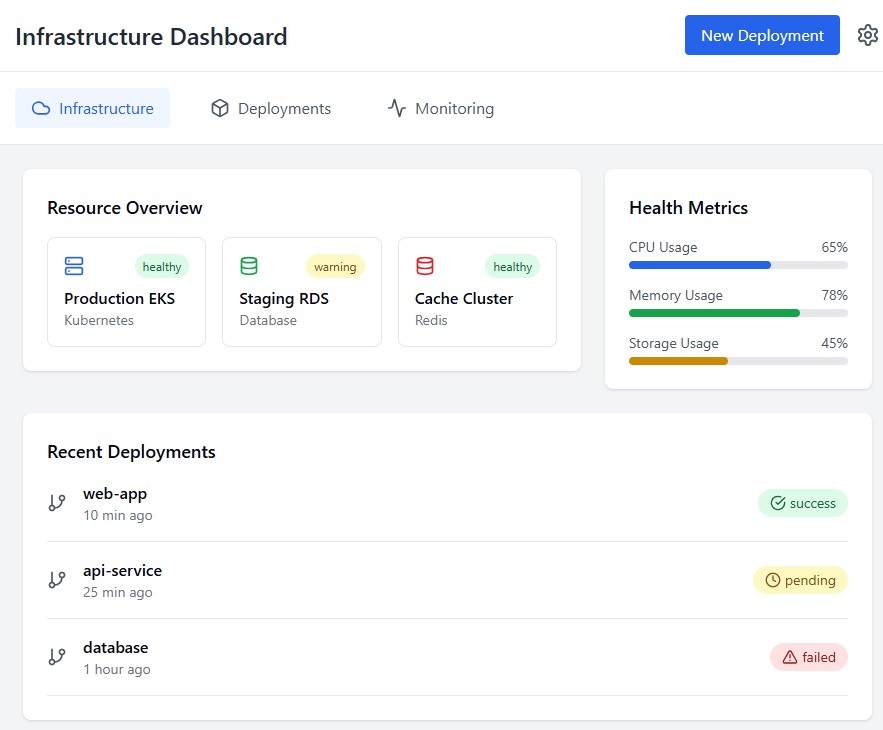 Infrastructure Dashboard
New Deployment
Infrastructure
Deployments
Monitoring
Resource Overview
healthy
Production EKS
Kubernetes
warning
Staging RDS
Database
healthy
Cache Cluster
Redis
Health Metrics
CPU Usage 65%
Memory Usage 78%
Storage Usage 45%
Recent Deployments
web-app
10 min ago
success
api-service
25 min ago
pending
database
1 hour ago
failed